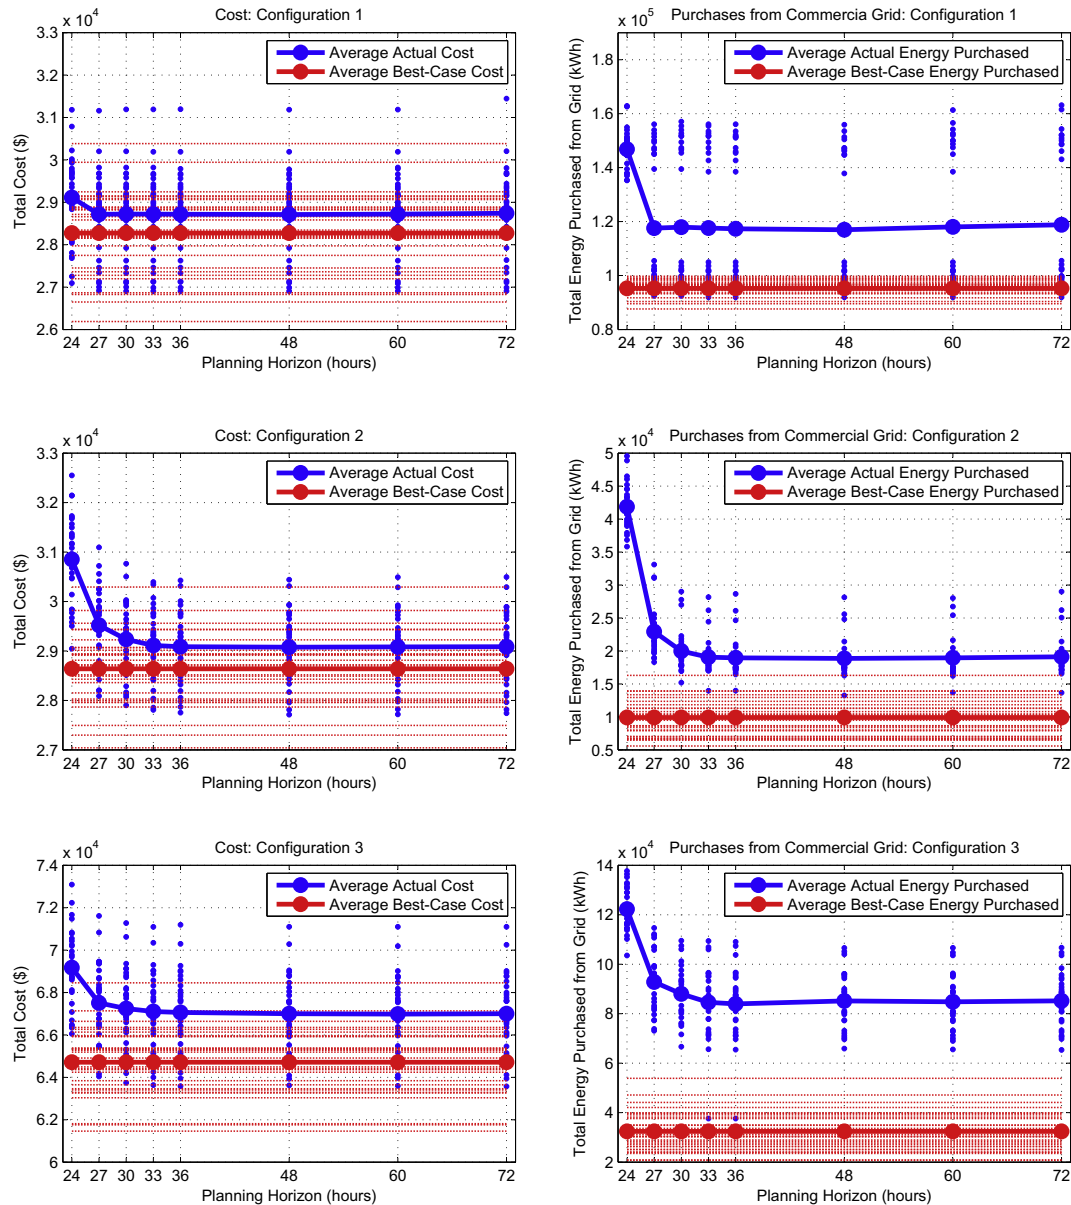 Cost: Configuration 1
x 10⁴
3.3
3.2
3.1
3
2.9
2.8
2.7
2.6
Total Cost ($)
Average Actual Cost
Average Best-Case Cost
24 27 30 33 36 48 60 72
Planning Horizon (hours)
Purchases from Commercia Grid: Configuration 1
x 10⁵
1.8
1.6
1.4
1.2
1
0.8
Total Energy Purchased from Grid (kWh)
Average Actual Energy Purchased
Average Best-Case Energy Purchased
24 27 30 33 36 48 60 72
Planning Horizon (hours)
Cost: Configuration 2
x 10⁴
3.3
3.2
3.1
3
2.9
2.8
2.7
Total Cost ($)
Average Actual Cost
Average Best-Case Cost
24 27 30 33 36 48 60 72
Planning Horizon (hours)
Purchases from Commercial Grid: Configuration 2
x 10⁴
5
4.5
4
3.5
3
2.5
2
1.5
1
0.5
Total Energy Purchased from Grid (kWh)
Average Actual Energy Purchased
Average Best-Case Energy Purchased
24 27 30 33 36 48 60 72
Planning Horizon (hours)
Cost: Configuration 3
x 10⁴
7.4
7.2
7
6.8
6.6
6.4
6.2
6
Total Cost ($)
Average Actual Cost
Average Best-Case Cost
24 27 30 33 36 48 60 72
Planning Horizon (hours)
Purchases from Commercial Grid: Configuration 3
x 10⁴
14
12
10
8
6
4
2
Total Energy Purchased from Grid (kWh)
Average Actual Energy Purchased
Average Best-Case Energy Purchased
24 27 30 33 36 48 60 72
Planning Horizon (hours)